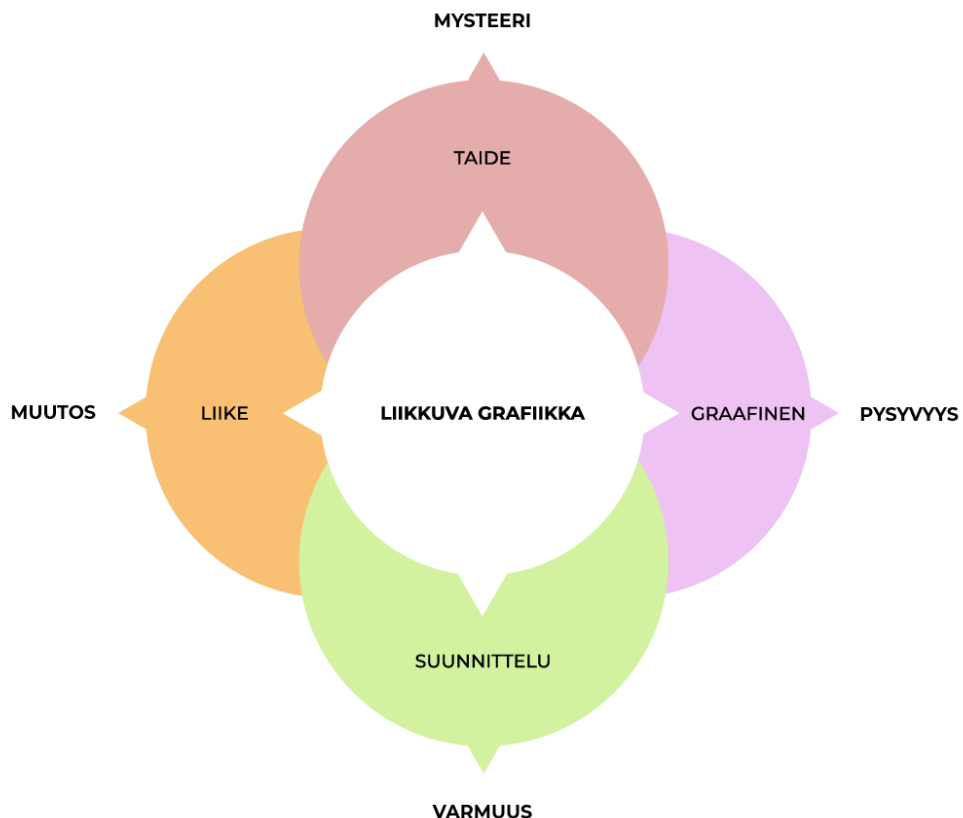 MYSTEERI
TAIDE
MUUTOS
LIIKE
LIIKKUVA GRAFIIKKA
GRAAFINEN
PYSYVYYS
SUUNNITTELU
VARMUUS